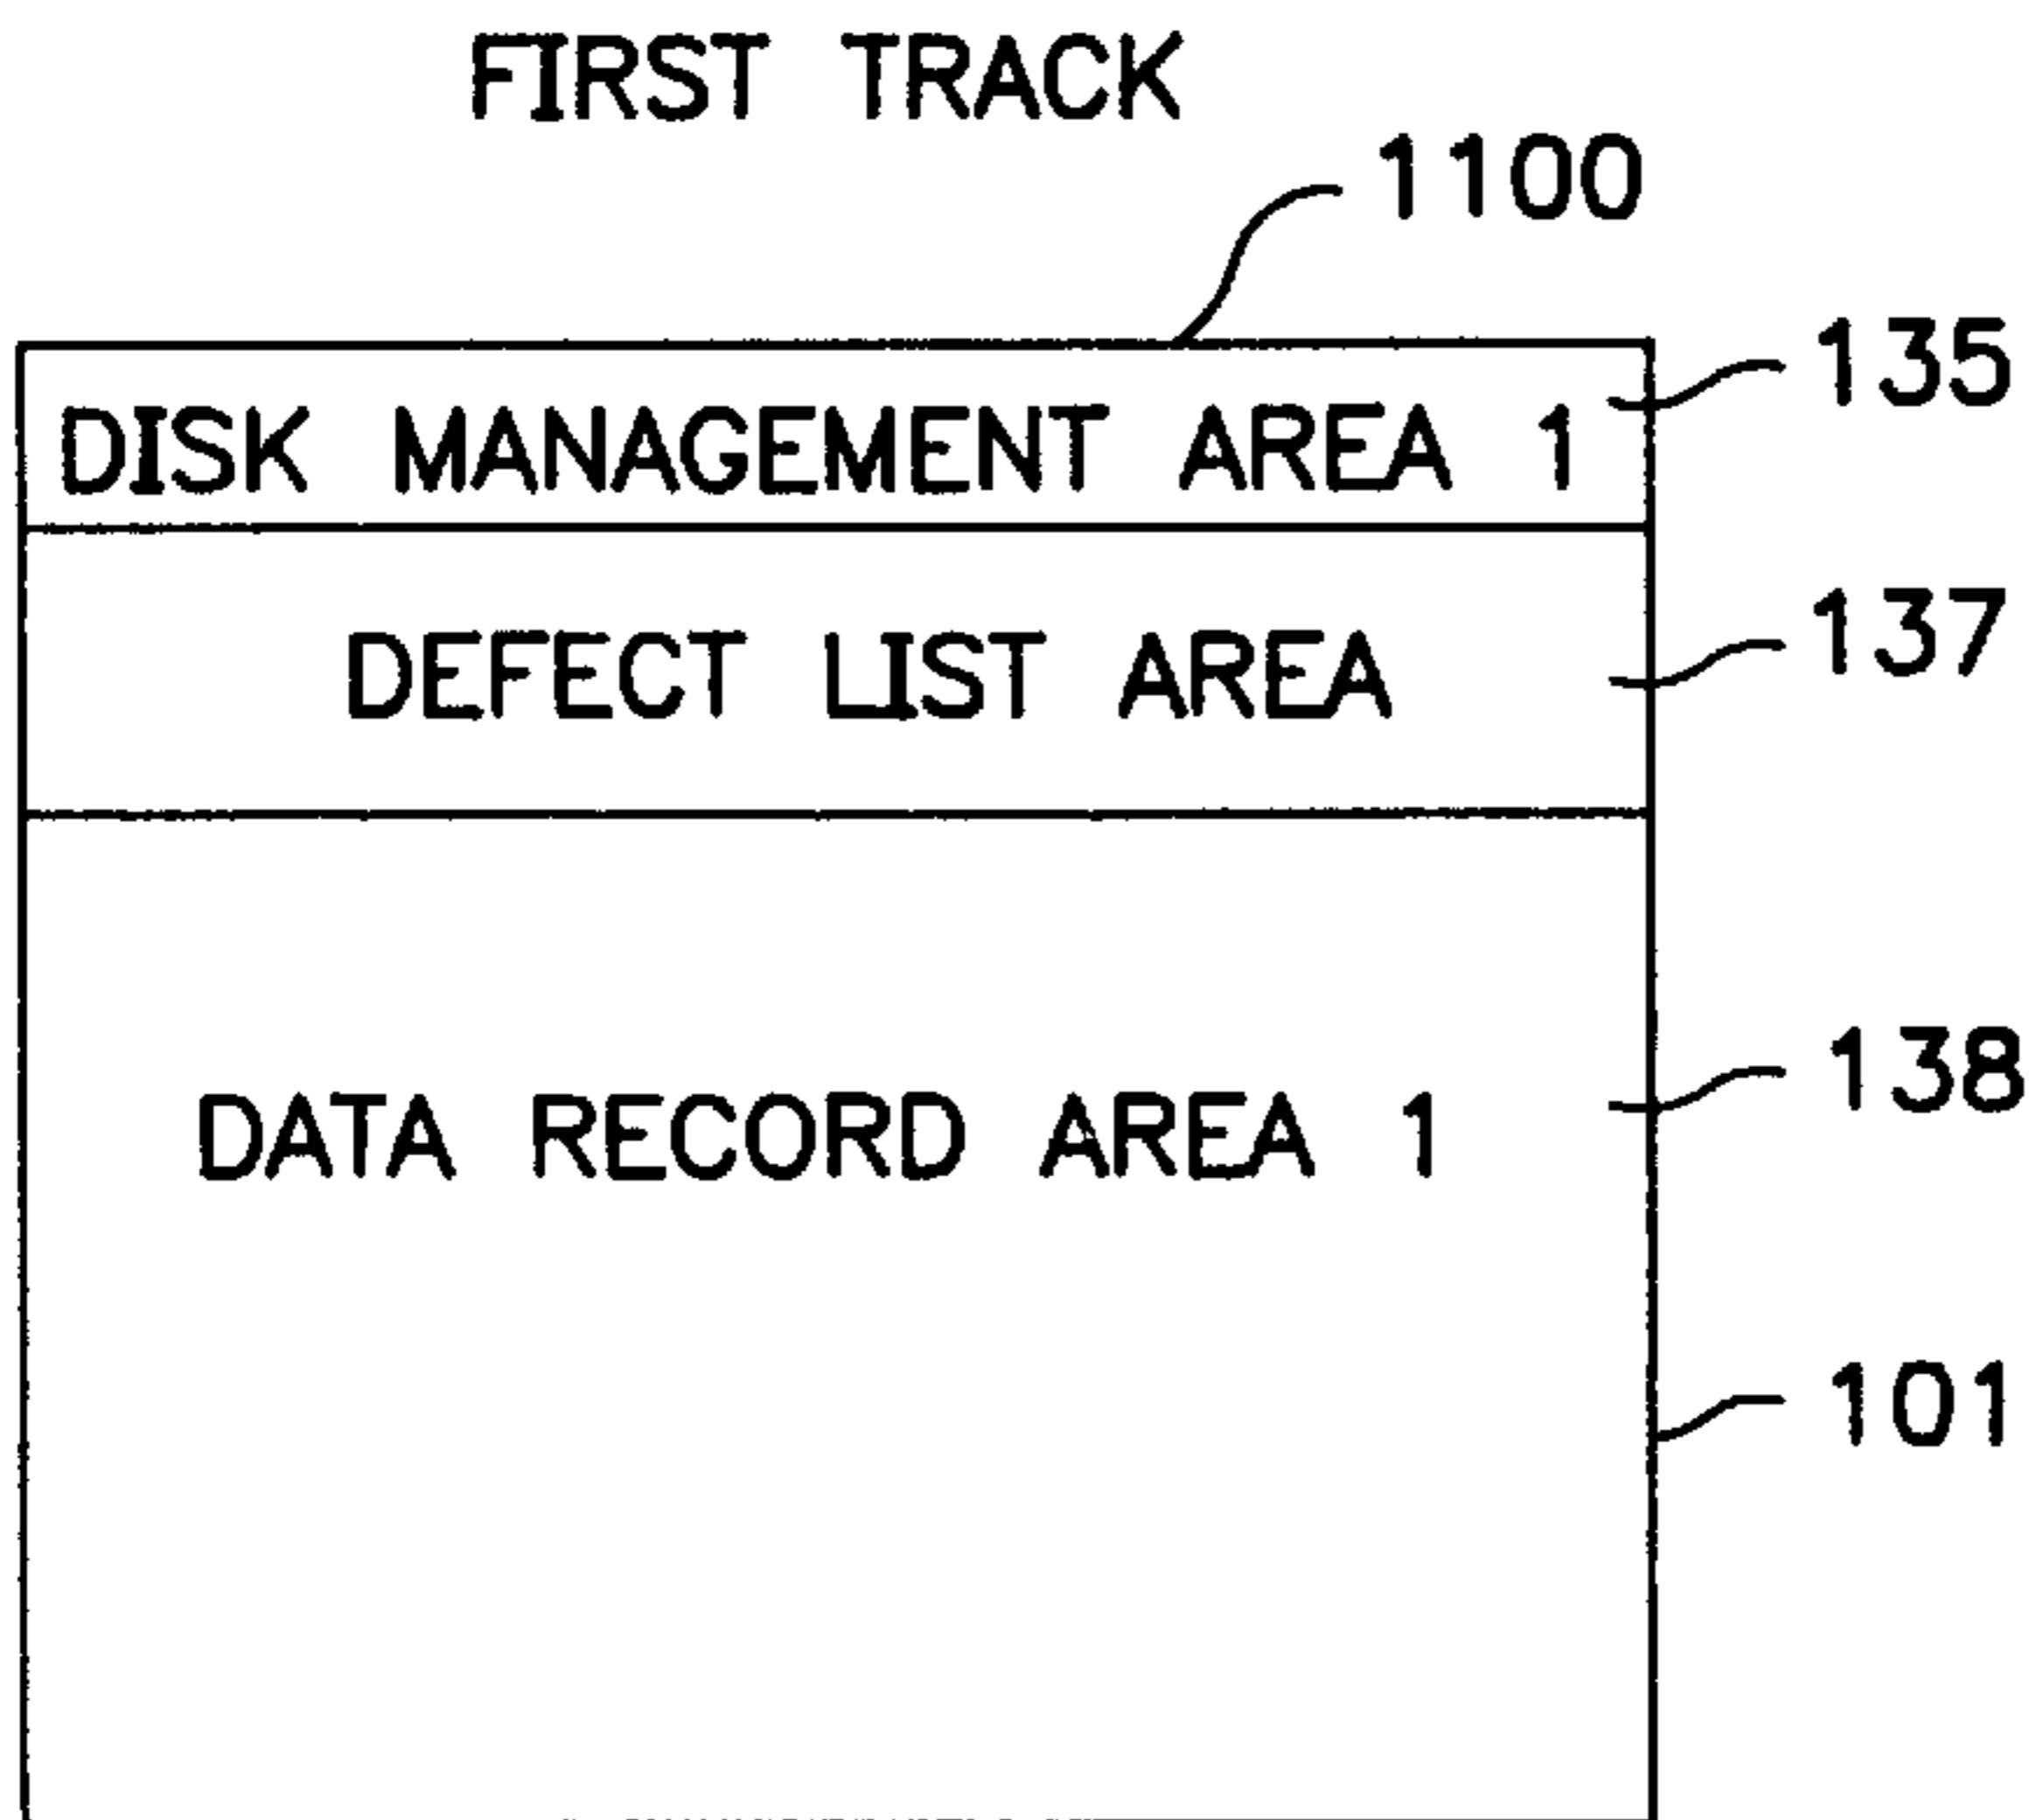 FIRST TRACK
1100
135
DISK MANAGEMENT AREA 1
137
DEFECT LIST AREA
138
DATA RECORD AREA 1
101